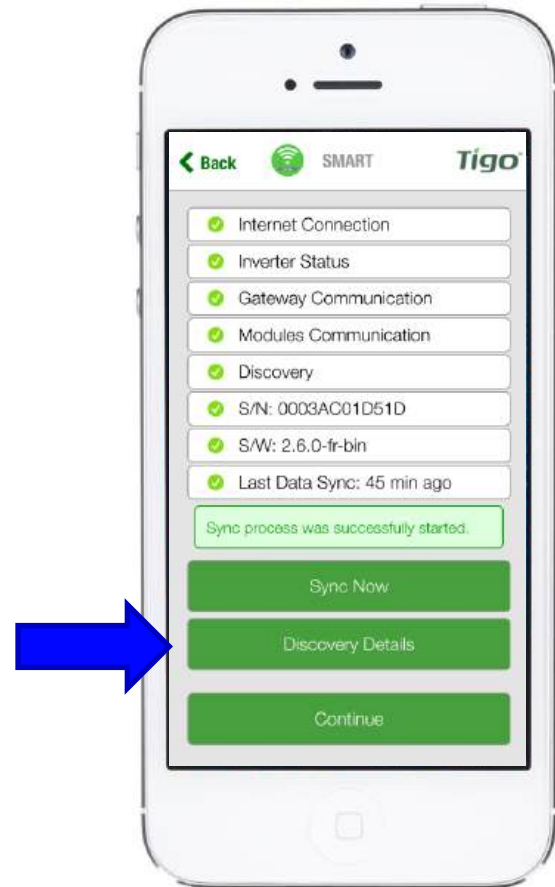 Back SMART Tigo
Internet Connection
Inverter Status
Gateway Communication
Modules Communication
Discovery
S/N: 0003AC01D51D
S/W: 2.6.0-fr-bin
Last Data Sync: 45 min ago
Sync process was successfully started.
Sync Now
Discovery Details
Continue